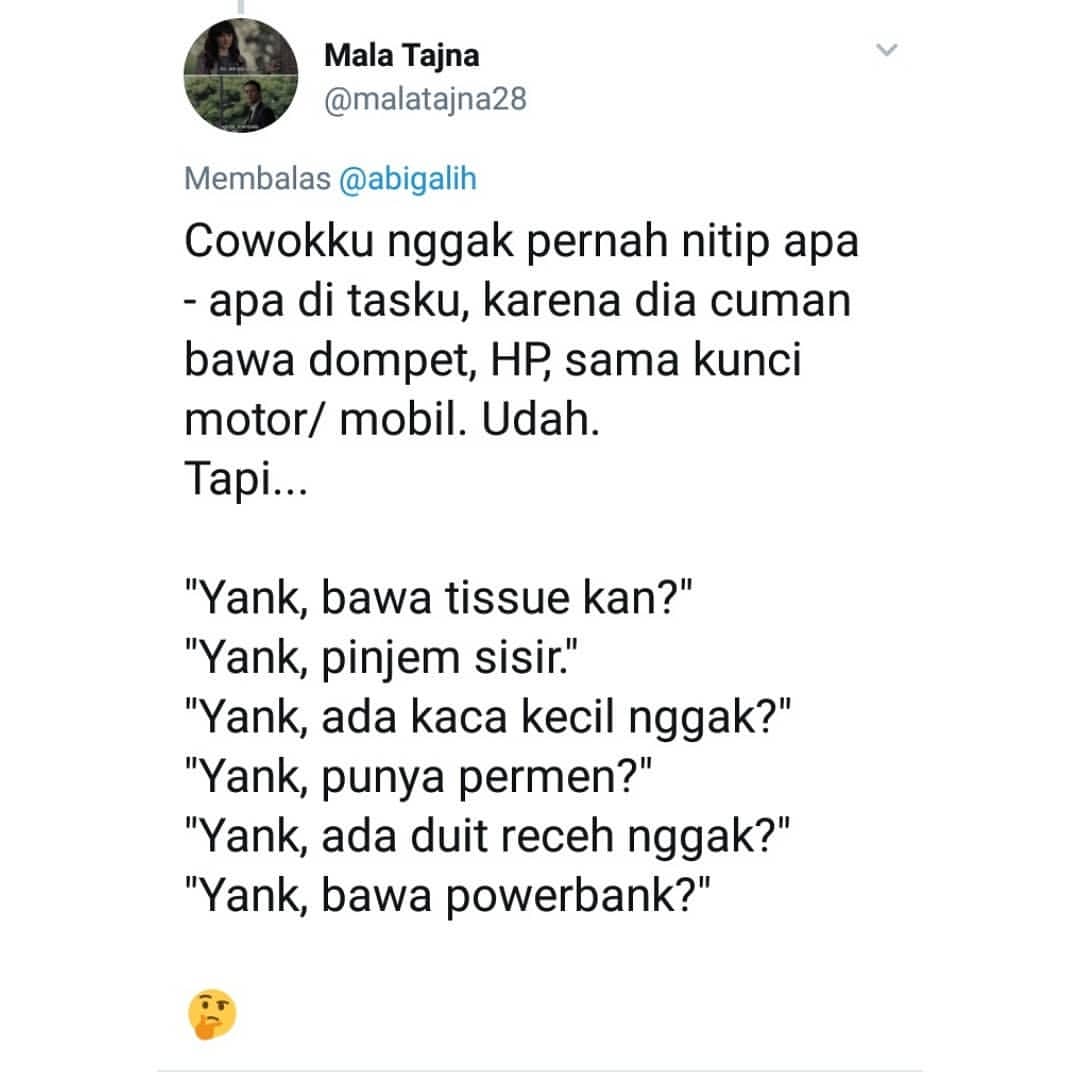 Mala Tajna
@malatajna28
Membalas @abigalih
Cowokku nggak pernah nitip apa
- apa di tasku, karena dia cuman
bawa dompet, HP, sama kunci
motor/ mobil. Udah.
Tapi...
"Yank, bawa tissue kan?"
"Yank, pinjem sisir."
"Yank, ada kaca kecil nggak?"
"Yank, punya permen?"
"Yank, ada duit receh nggak?"
"Yank, bawa powerbank?"
🤔